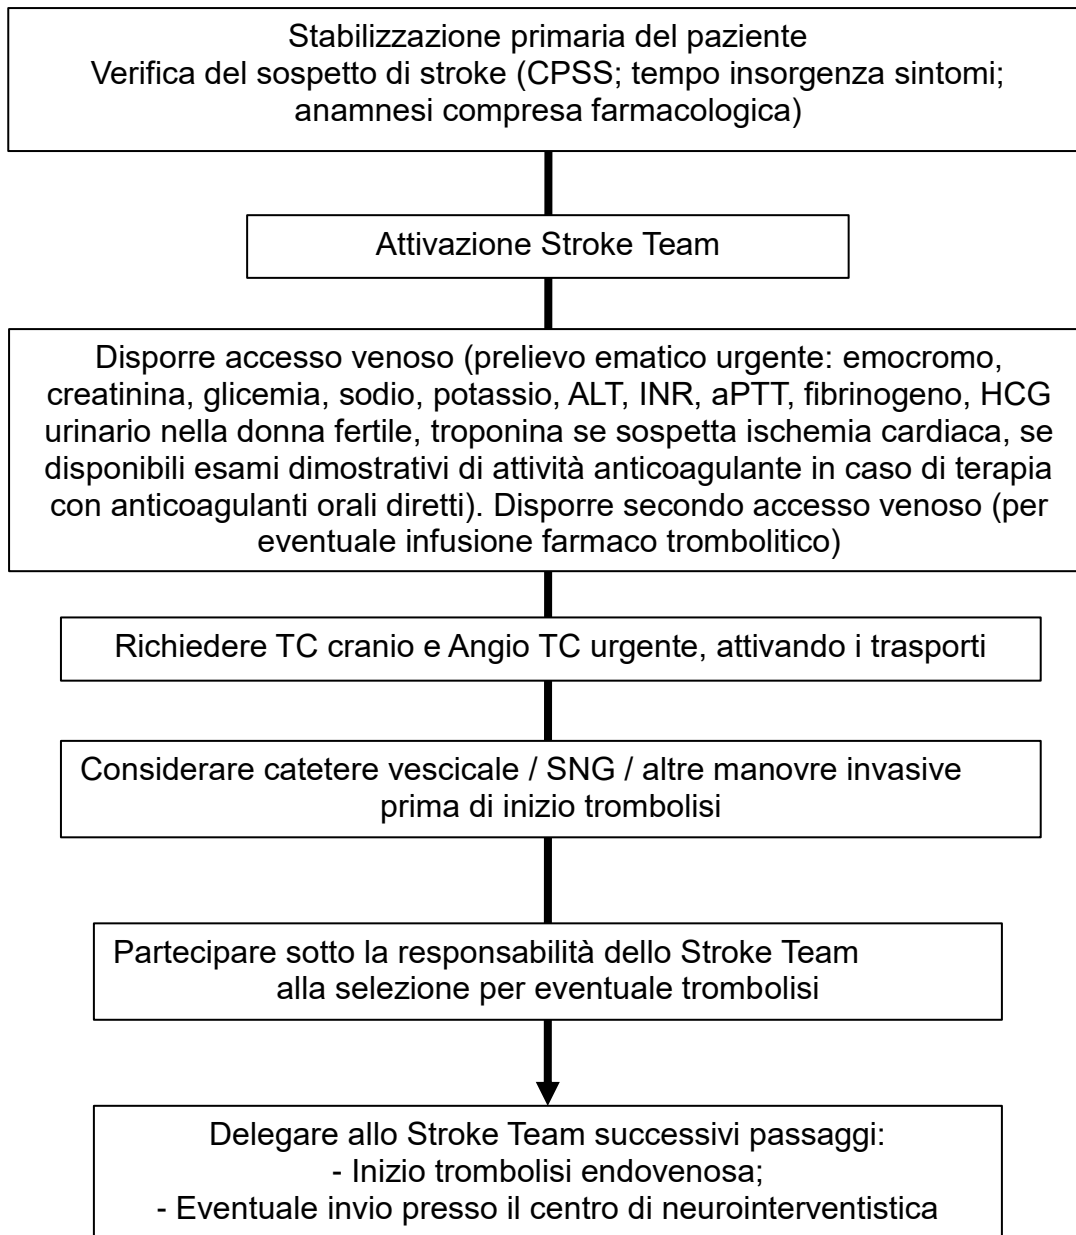 Stabilizzazione primaria del paziente
Verifica del sospetto di stroke (CPSS; tempo insorgenza sintomi;
anamnesi compresa farmacologica)
Attivazione Stroke Team
Disporre accesso venoso (prelievo ematico urgente: emocromo,
creatinina, glicemia, sodio, potassio, ALT, INR, aPTT, fibrinogeno, HCG
urinario nella donna fertile, troponina se sospetta ischemia cardiaca, se
disponibili esami dimostrativi di attività anticoagulante in caso di terapia
con anticoagulanti orali diretti). Disporre secondo accesso venoso (per
eventuale infusione farmaco trombolitico)
Richiedere TC cranio e Angio TC urgente, attivando i trasporti
Considerare catetere vescicale / SNG / altre manovre invasive
prima di inizio trombolisi
Partecipare sotto la responsabilità dello Stroke Team
alla selezione per eventuale trombolisi
Delegare allo Stroke Team successivi passaggi:
- Inizio trombolisi endovenosa;
- Eventuale invio presso il centro di neurointerventistica